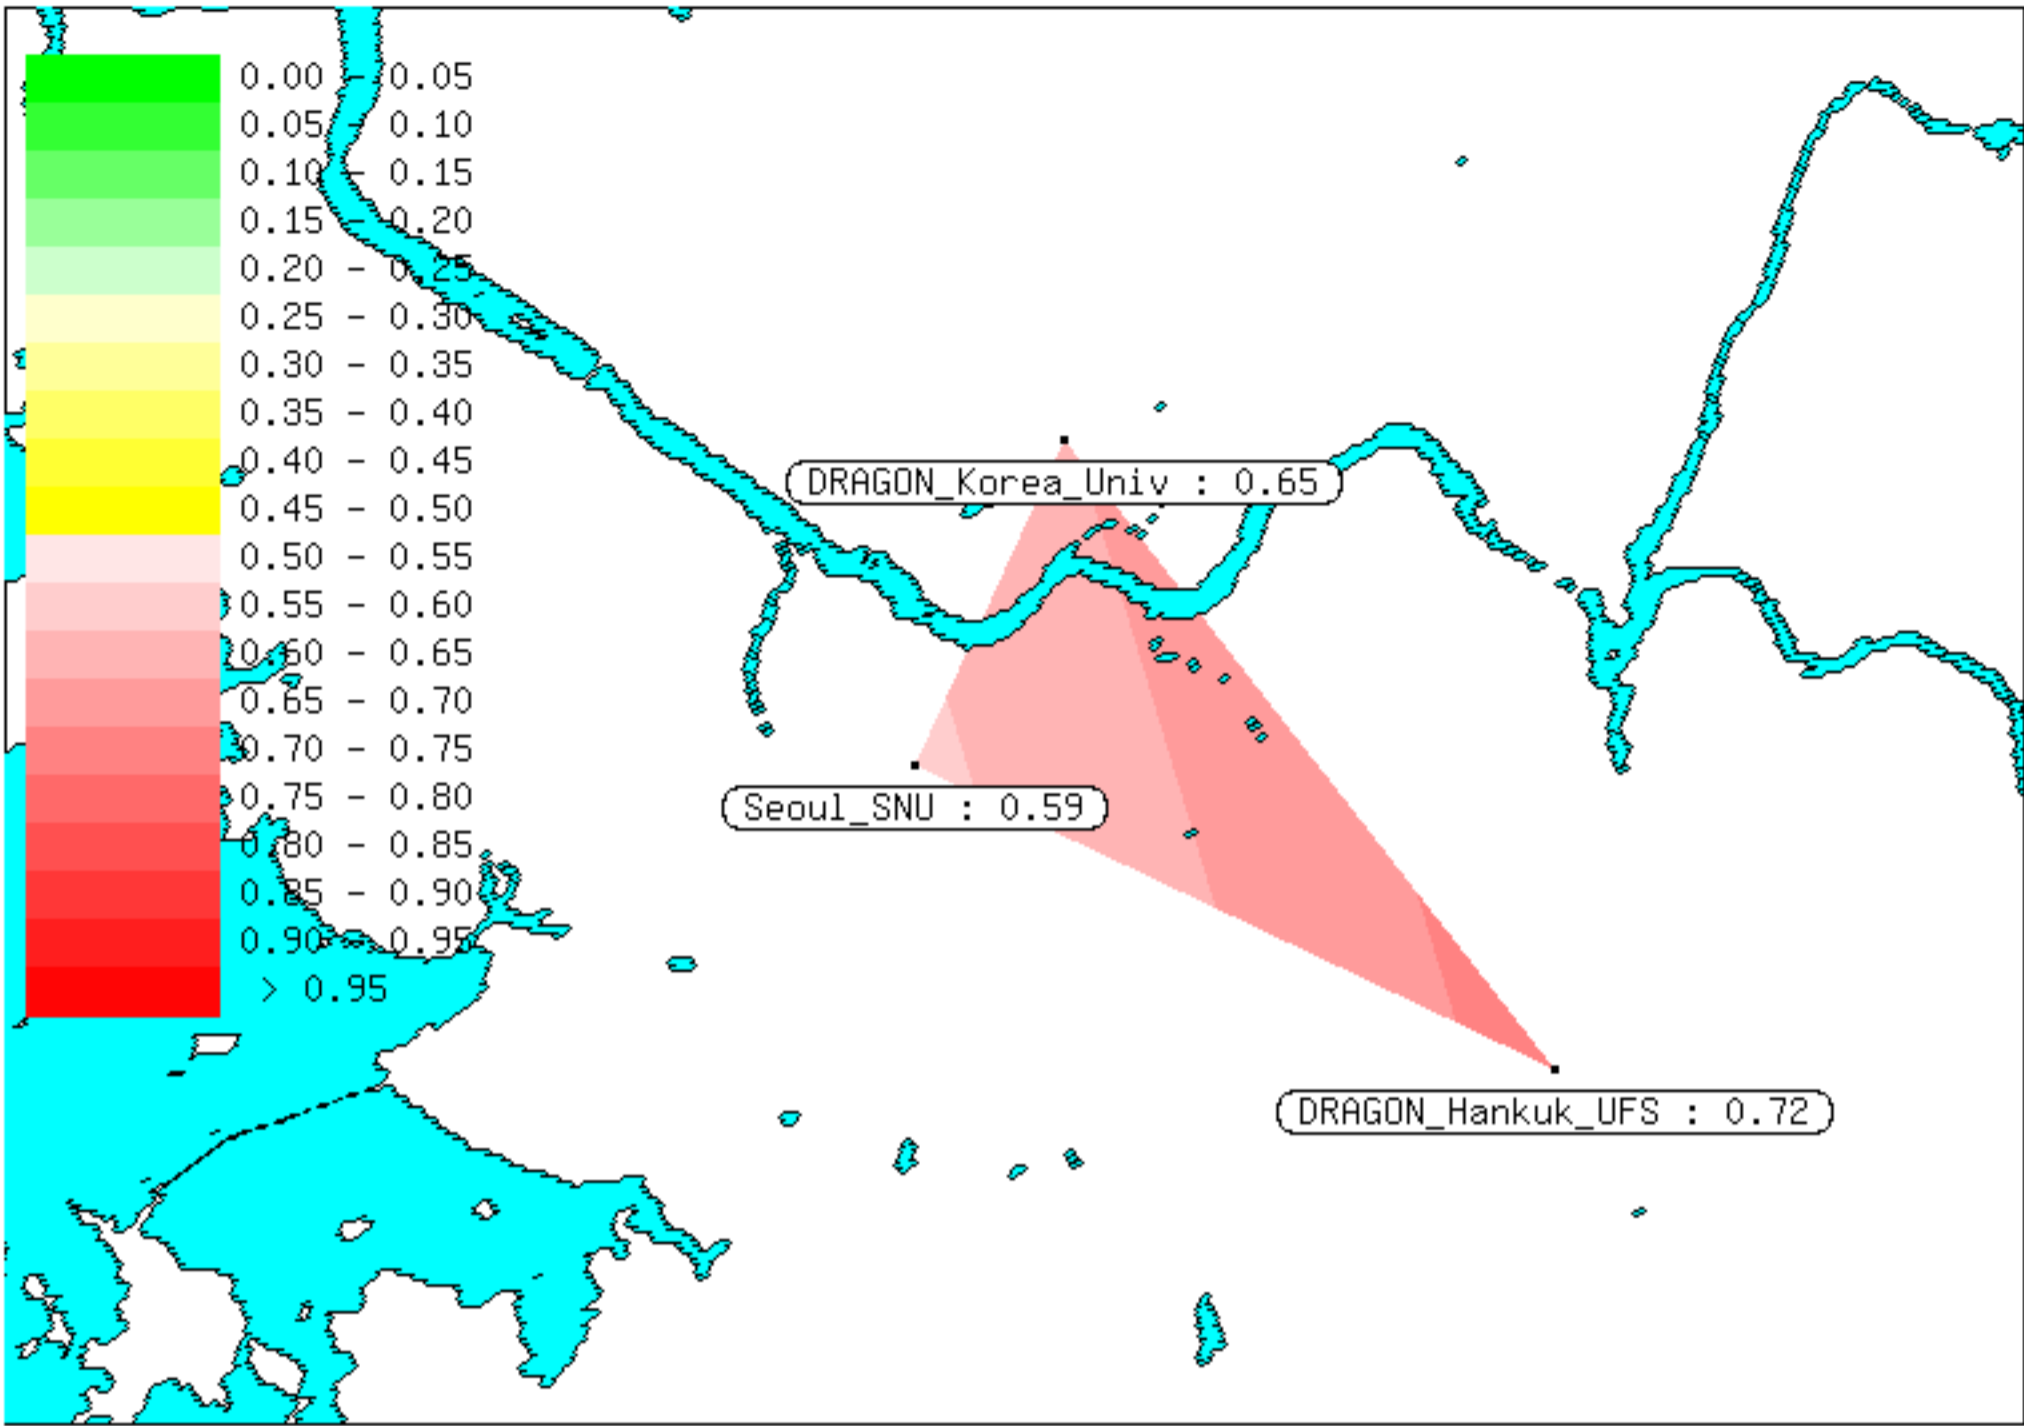 0.00 - 0.05
0.05 - 0.10
0.10 - 0.15
0.15 - 0.20
0.20 - 0.25
0.25 - 0.30
0.30 - 0.35
0.35 - 0.40
0.40 - 0.45
0.45 - 0.50
0.50 - 0.55
0.55 - 0.60
0.60 - 0.65
0.65 - 0.70
0.70 - 0.75
0.75 - 0.80
0.80 - 0.85
0.85 - 0.90
0.90 - 0.95
> 0.95
DRAGON_Korea_Univ : 0.65
Seoul_SNU : 0.59
DRAGON_Hankuk_UFS : 0.72